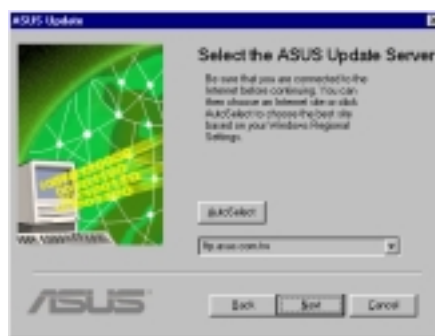 ASUS Update
Select the ASUS Update Server
Be sure that you are connected to the
Internet before continuing. You can
then choose an Internet site or click
AutoSelect to choose the best site
based on your Windows Regional
Settings.
AutoSelect
ftp.asus.com.tw
ASUS
Back
Next
Cancel